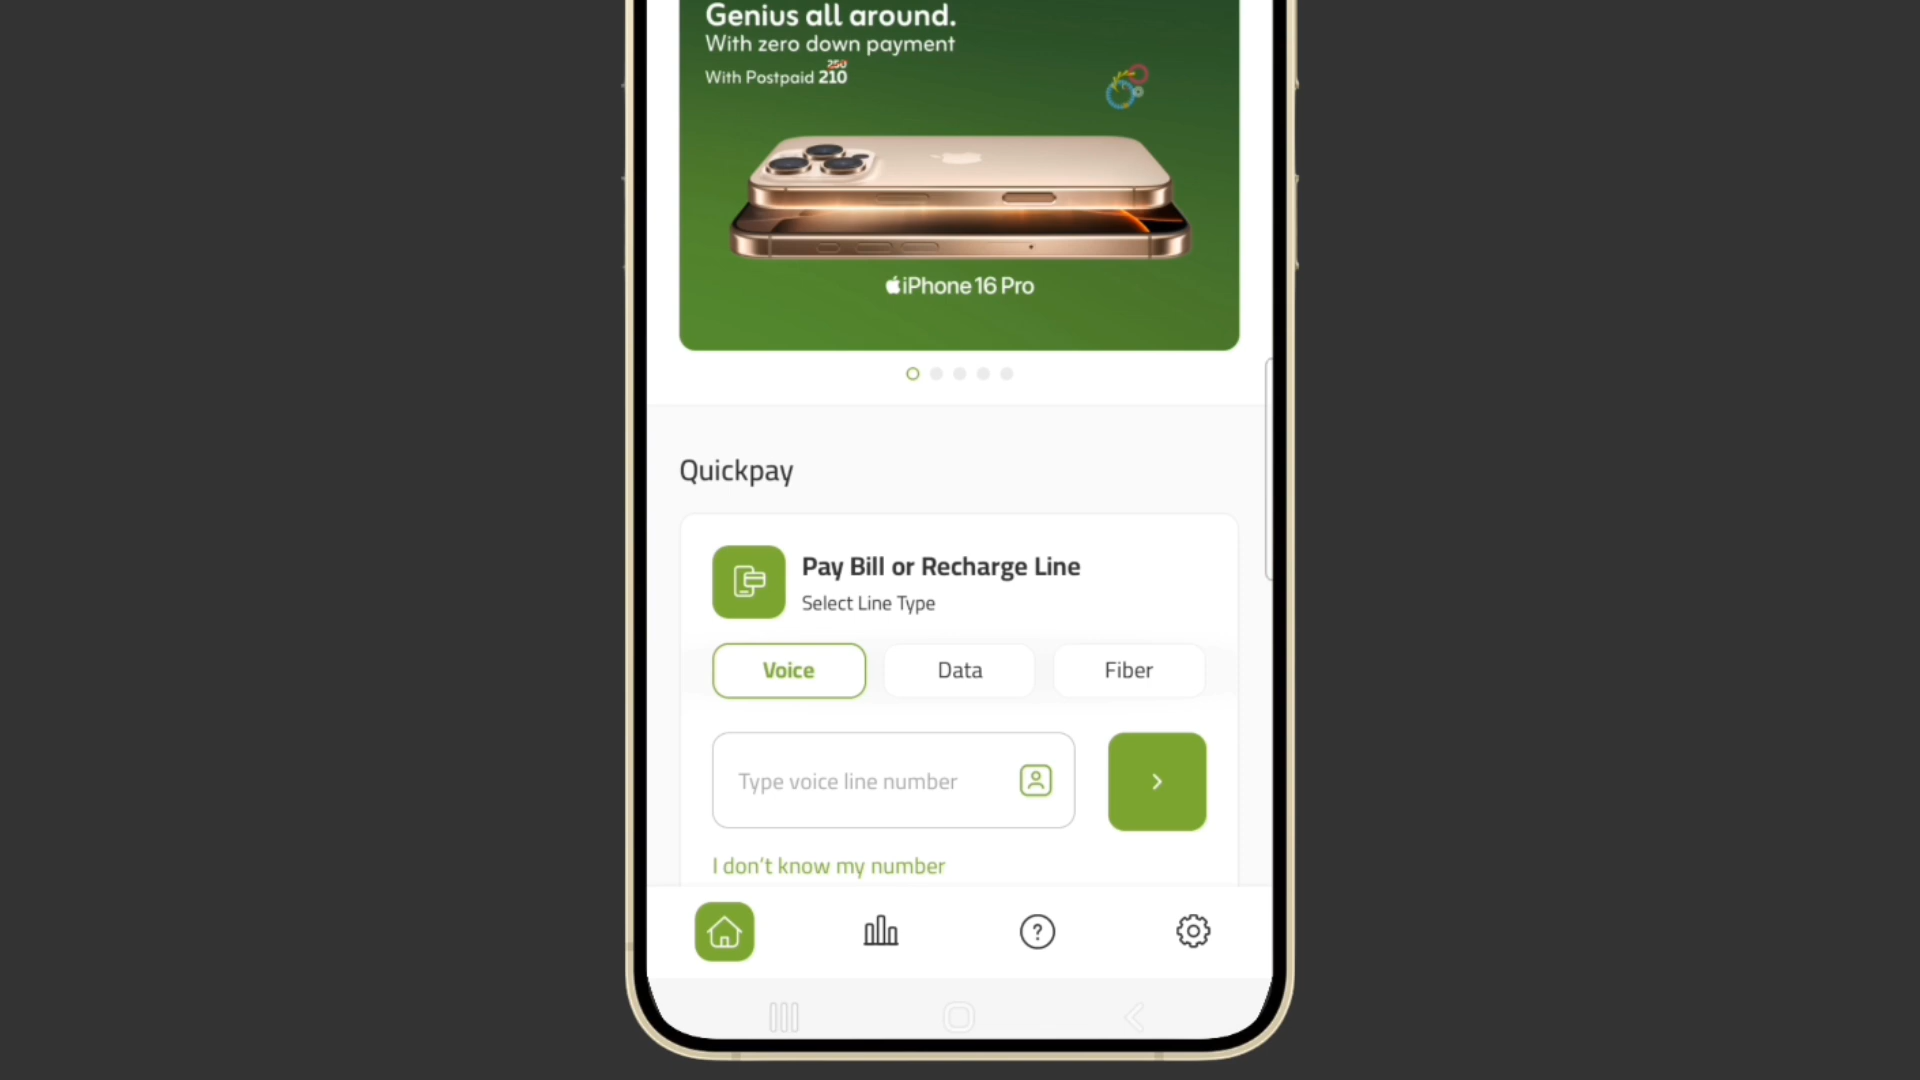 Genius all around.
With zero down payment
250
With Postpaid 210
iPhone 16 Pro
Quickpay
Pay Bill or Recharge Line
Select Line Type
Voice
Data
Fiber
Type voice line number
I don't know my number